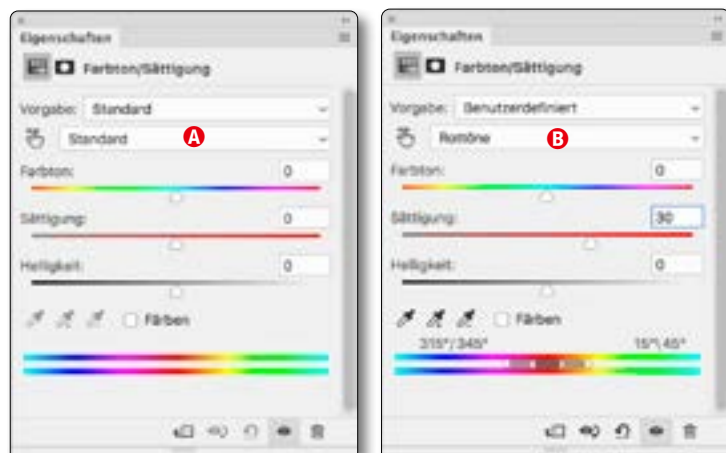 Eigenschaften
Farbton/Sättigung
Vorgabe: Standard
Standard A
Farbton: 0
Sättigung: 0
Helligkeit: 0
Färben
Eigenschaften
Farbton/Sättigung
Vorgabe: Benutzerdefiniert
Rottöne B
Farbton: 0
Sättigung: 30
Helligkeit: 0
Färben
315°/345° 15°\45°